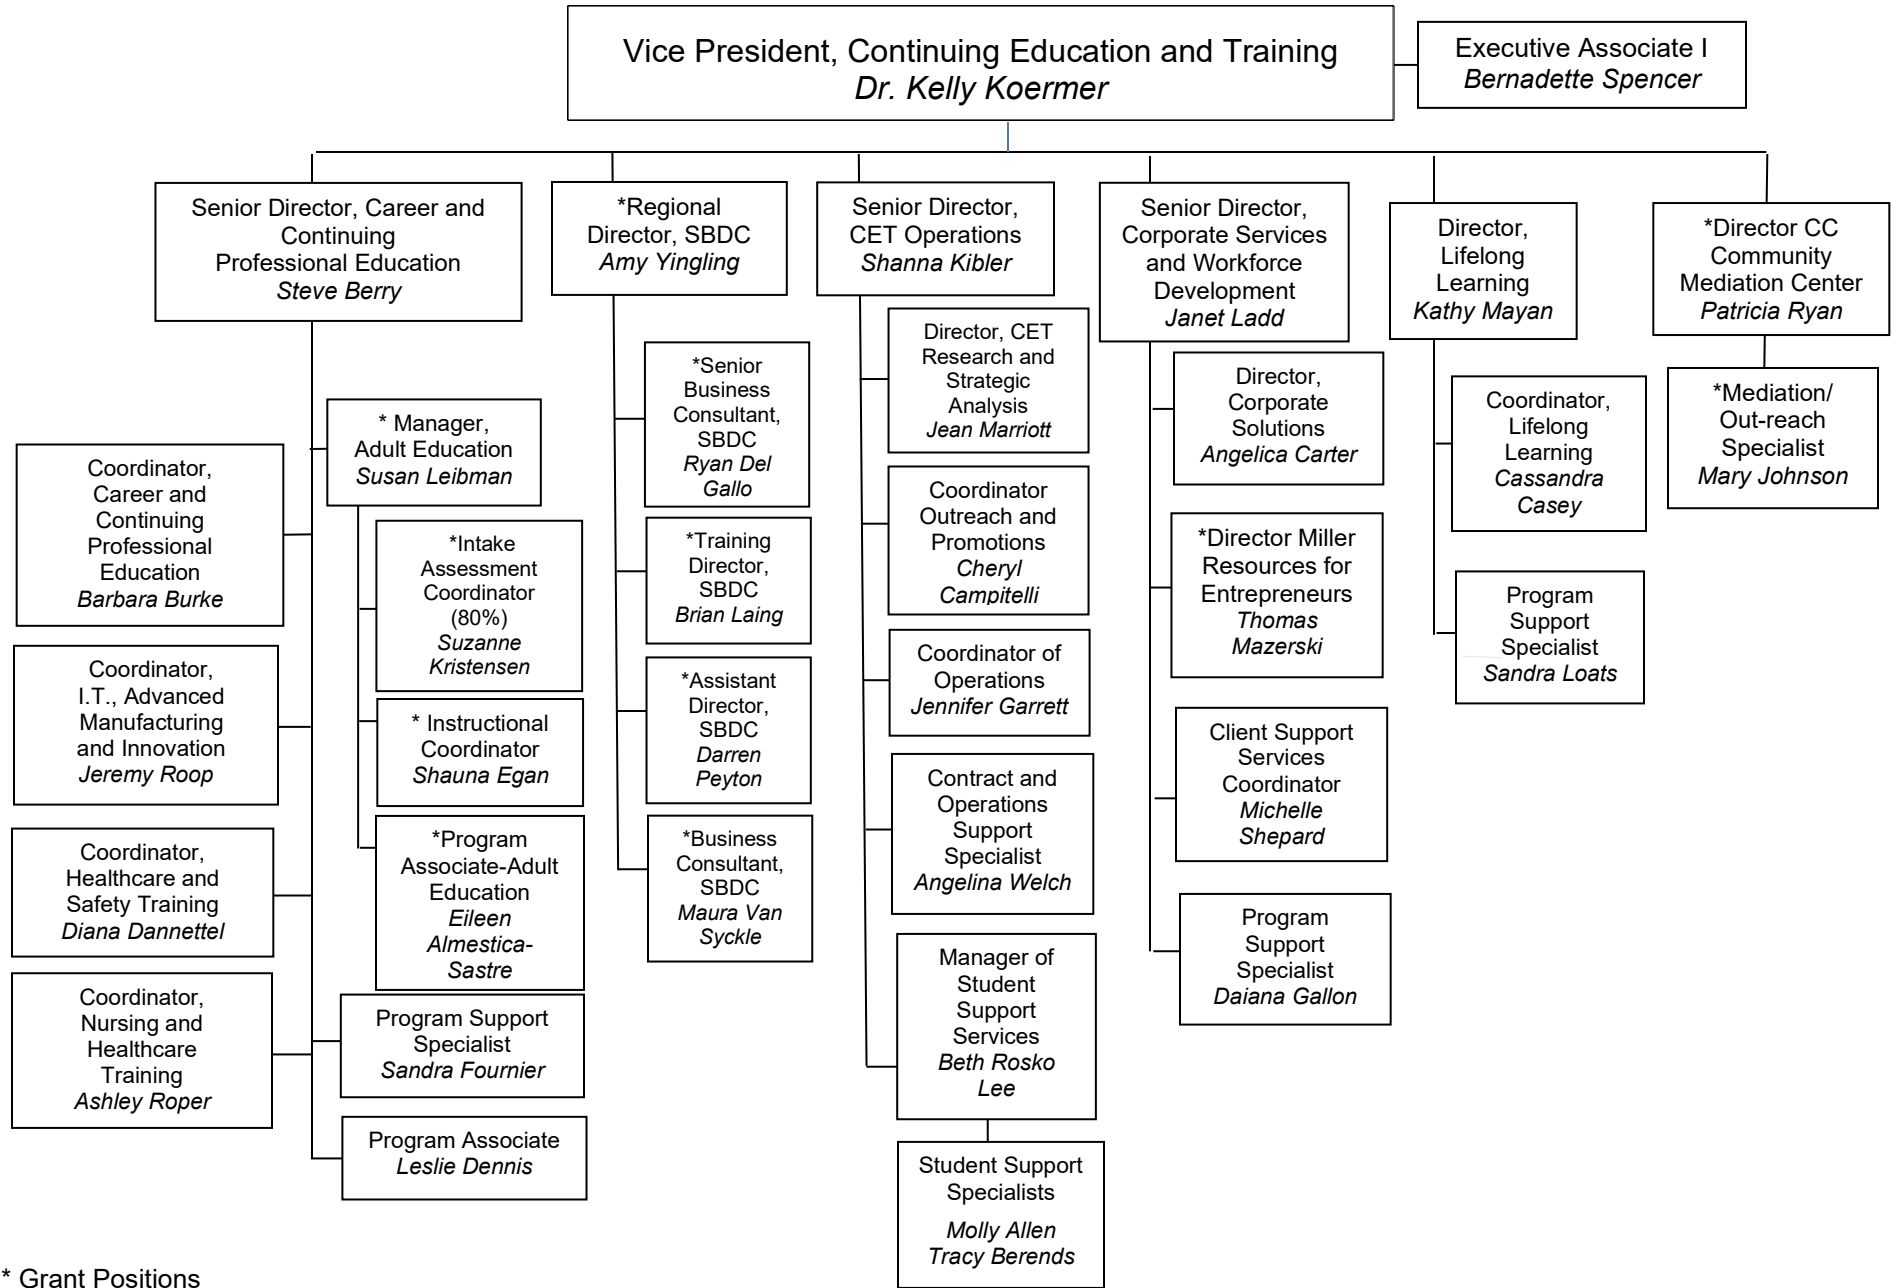 Vice President, Continuing Education and Training
Dr. Kelly Koermer
Executive Associate I
Bernadette Spencer
Senior Director, Career and
Continuing
Professional Education
Steve Berry
* Manager,
Adult Education
Susan Leibman
Coordinator,
Career and
Continuing
Professional
Education
Barbara Burke
*Intake
Assessment
Coordinator
(80%)
Suzanne
Kristensen
Coordinator,
I.T., Advanced
Manufacturing
and Innovation
Jeremy Roop
* Instructional
Coordinator
Shauna Egan
Coordinator,
Healthcare and
Safety Training
Diana Dannettel
*Program
Associate-Adult
Education
Eileen
Almestica-
Sastre
Coordinator,
Nursing and
Healthcare
Training
Ashley Roper
Program Support
Specialist
Sandra Fournier
Program Associate
Leslie Dennis
*Regional
Director, SBDC
Amy Yingling
*Senior
Business
Consultant,
SBDC
Ryan Del
Gallo
*Training
Director,
SBDC
Brian Laing
*Assistant
Director,
SBDC
Darren
Peyton
*Business
Consultant,
SBDC
Maura Van
Syckle
Senior Director,
CET Operations
Shanna Kibler
Director, CET
Research and
Strategic
Analysis
Jean Marriott
Coordinator
Outreach and
Promotions
Cheryl
Campitelli
Coordinator of
Operations
Jennifer Garrett
Contract and
Operations
Support
Specialist
Angelina Welch
Manager of
Student
Support
Services
Beth Rosko
Lee
Student Support
Specialists
Molly Allen
Tracy Berends
Senior Director,
Corporate Services
and Workforce
Development
Janet Ladd
Director,
Corporate
Solutions
Angelica Carter
*Director Miller
Resources for
Entrepreneurs
Thomas
Mazerski
Client Support
Services
Coordinator
Michelle
Shepard
Program
Support
Specialist
Daiana Gallon
Director,
Lifelong
Learning
Kathy Mayan
Coordinator,
Lifelong
Learning
Cassandra
Casey
Program
Support
Specialist
Sandra Loats
*Director CC
Community
Mediation Center
Patricia Ryan
*Mediation/
Out-reach
Specialist
Mary Johnson
* Grant Positions